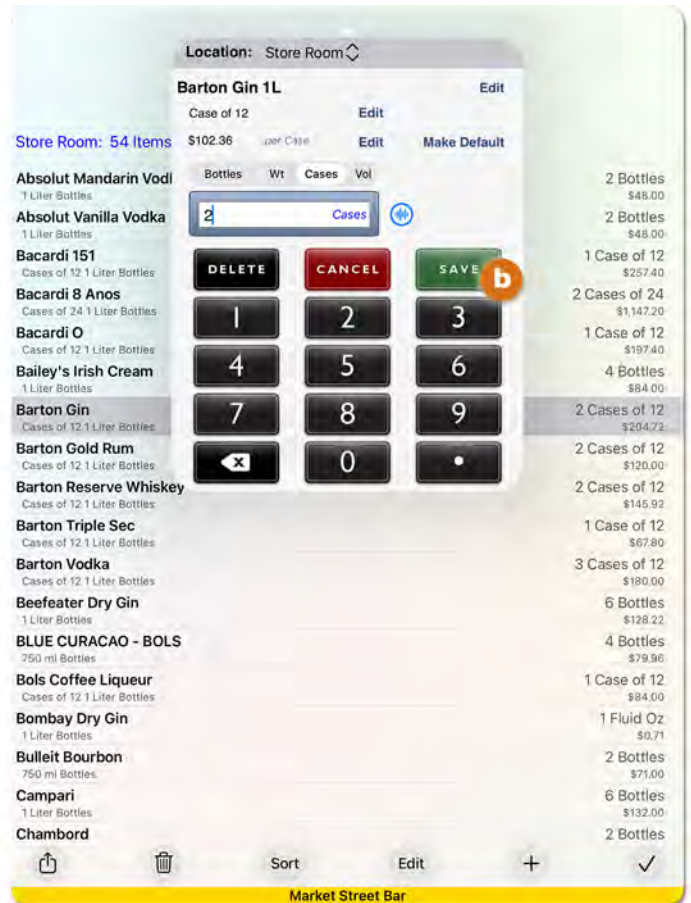 Location: Store Room
Barton Gin 1L Edit
Case of 12 Edit
$102.36 per Case Edit Make Default
Store Room: 54 Items
Bottles Wt Cases Vol
2 Cases
DELETE CANCEL SAVE b
1 2 3
4 5 6
7 8 9
0 .
Absolut Mandarin Vod 2 Bottles
1 Liter Bottles $48.00
Absolut Vanilla Vodka 2 Bottles
1 Liter Bottles $48.00
Bacardi 151 1 Case of 12
Cases of 12 1 Liter Bottles $257.40
Bacardi 8 Anos 2 Cases of 24
Cases of 24 1 Liter Bottles $1,147.20
Bacardi O 1 Case of 12
Cases of 12 1 Liter Bottles $197.40
Bailey's Irish Cream 4 Bottles
1 Liter Bottles $84.00
Barton Gin 2 Cases of 12
Cases of 12 1 Liter Bottles $204.72
Barton Gold Rum 2 Cases of 12
Cases of 12 1 Liter Bottles $120.00
Barton Reserve Whiskey 2 Cases of 12
Cases of 12 1 Liter Bottles $145.92
Barton Triple Sec 1 Case of 12
Cases of 12 1 Liter Bottles $67.80
Barton Vodka 3 Cases of 12
Cases of 12 1 Liter Bottles $180.00
Beefeater Dry Gin 6 Bottles
1 Liter Bottles $128.22
BLUE CURACAO - BOLS 4 Bottles
750 ml Bottles $79.96
Bols Coffee Liqueur 1 Case of 12
Cases of 12 1 Liter Bottles $84.00
Bombay Dry Gin 1 Fluid Oz
1 Liter Bottles $0.71
Bulleit Bourbon 2 Bottles
750 ml Bottles $71.00
Campari 6 Bottles
1 Liter Bottles $132.00
Chambord 2 Bottles
Sort Edit +
Market Street Bar